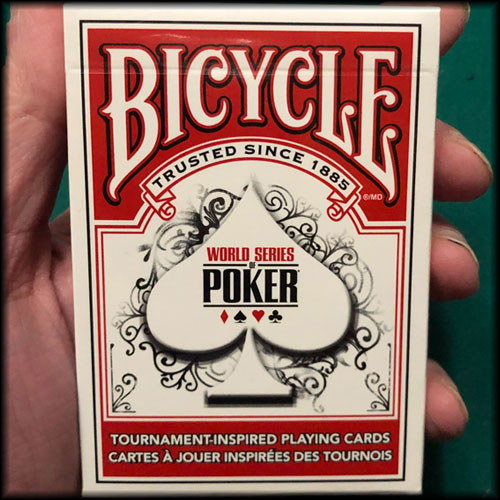 BICYCLE
TRUSTED SINCE 1885
®/MD
WORLD SERIES
OF
POKER
TOURNAMENT-INSPIRED PLAYING CARDS
CARTES À JOUER INSPIRÉES DES TOURNOIS